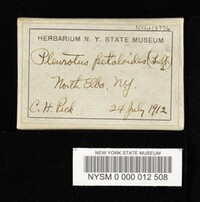 HERBARIUM N. Y. STATE MUSEUM
Pleurotus petaloides
North Elba, N.Y.
C. H. Peck 24 July 1912
NEW YORK STATE MUSEUM
NYSM 0 000 012 508